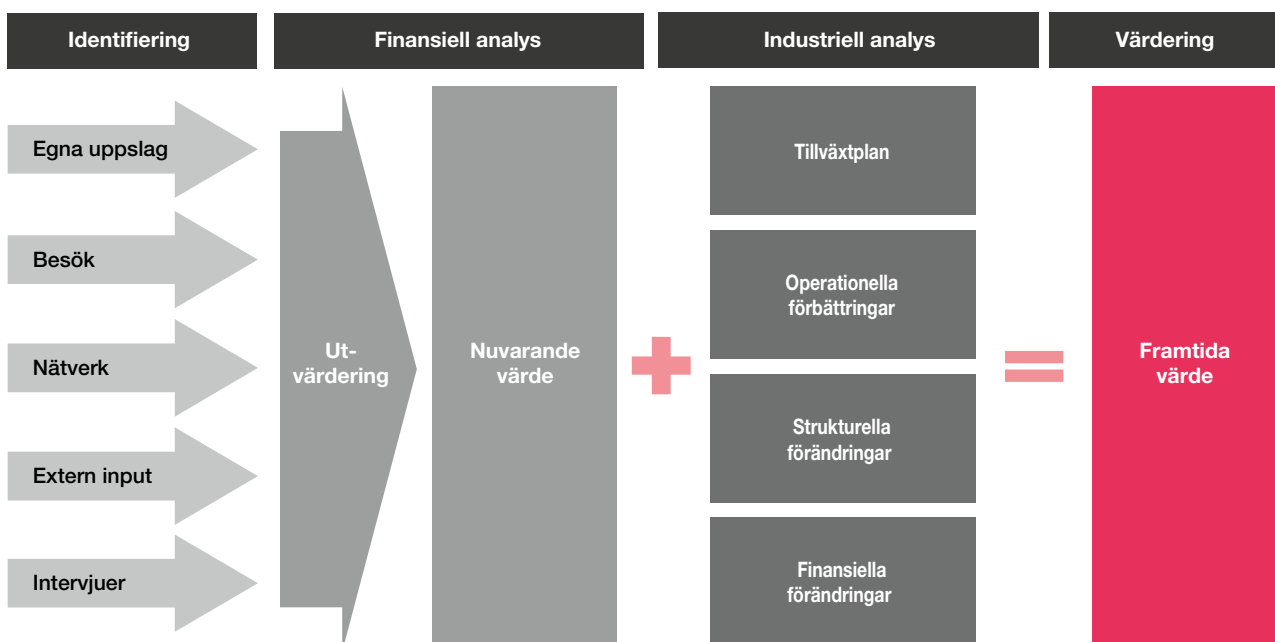 Identifiering
Finansiell analys
Industriell analys
Värdering
Egna uppslag
Besök
Nätverk
Extern input
Intervjuer
Ut-
värdering
Nuvarande
värde
Tillväxtplan
Operationella
förbättringar
Strukturella
förändringar
Finansiella
förändringar
Framtida
värde